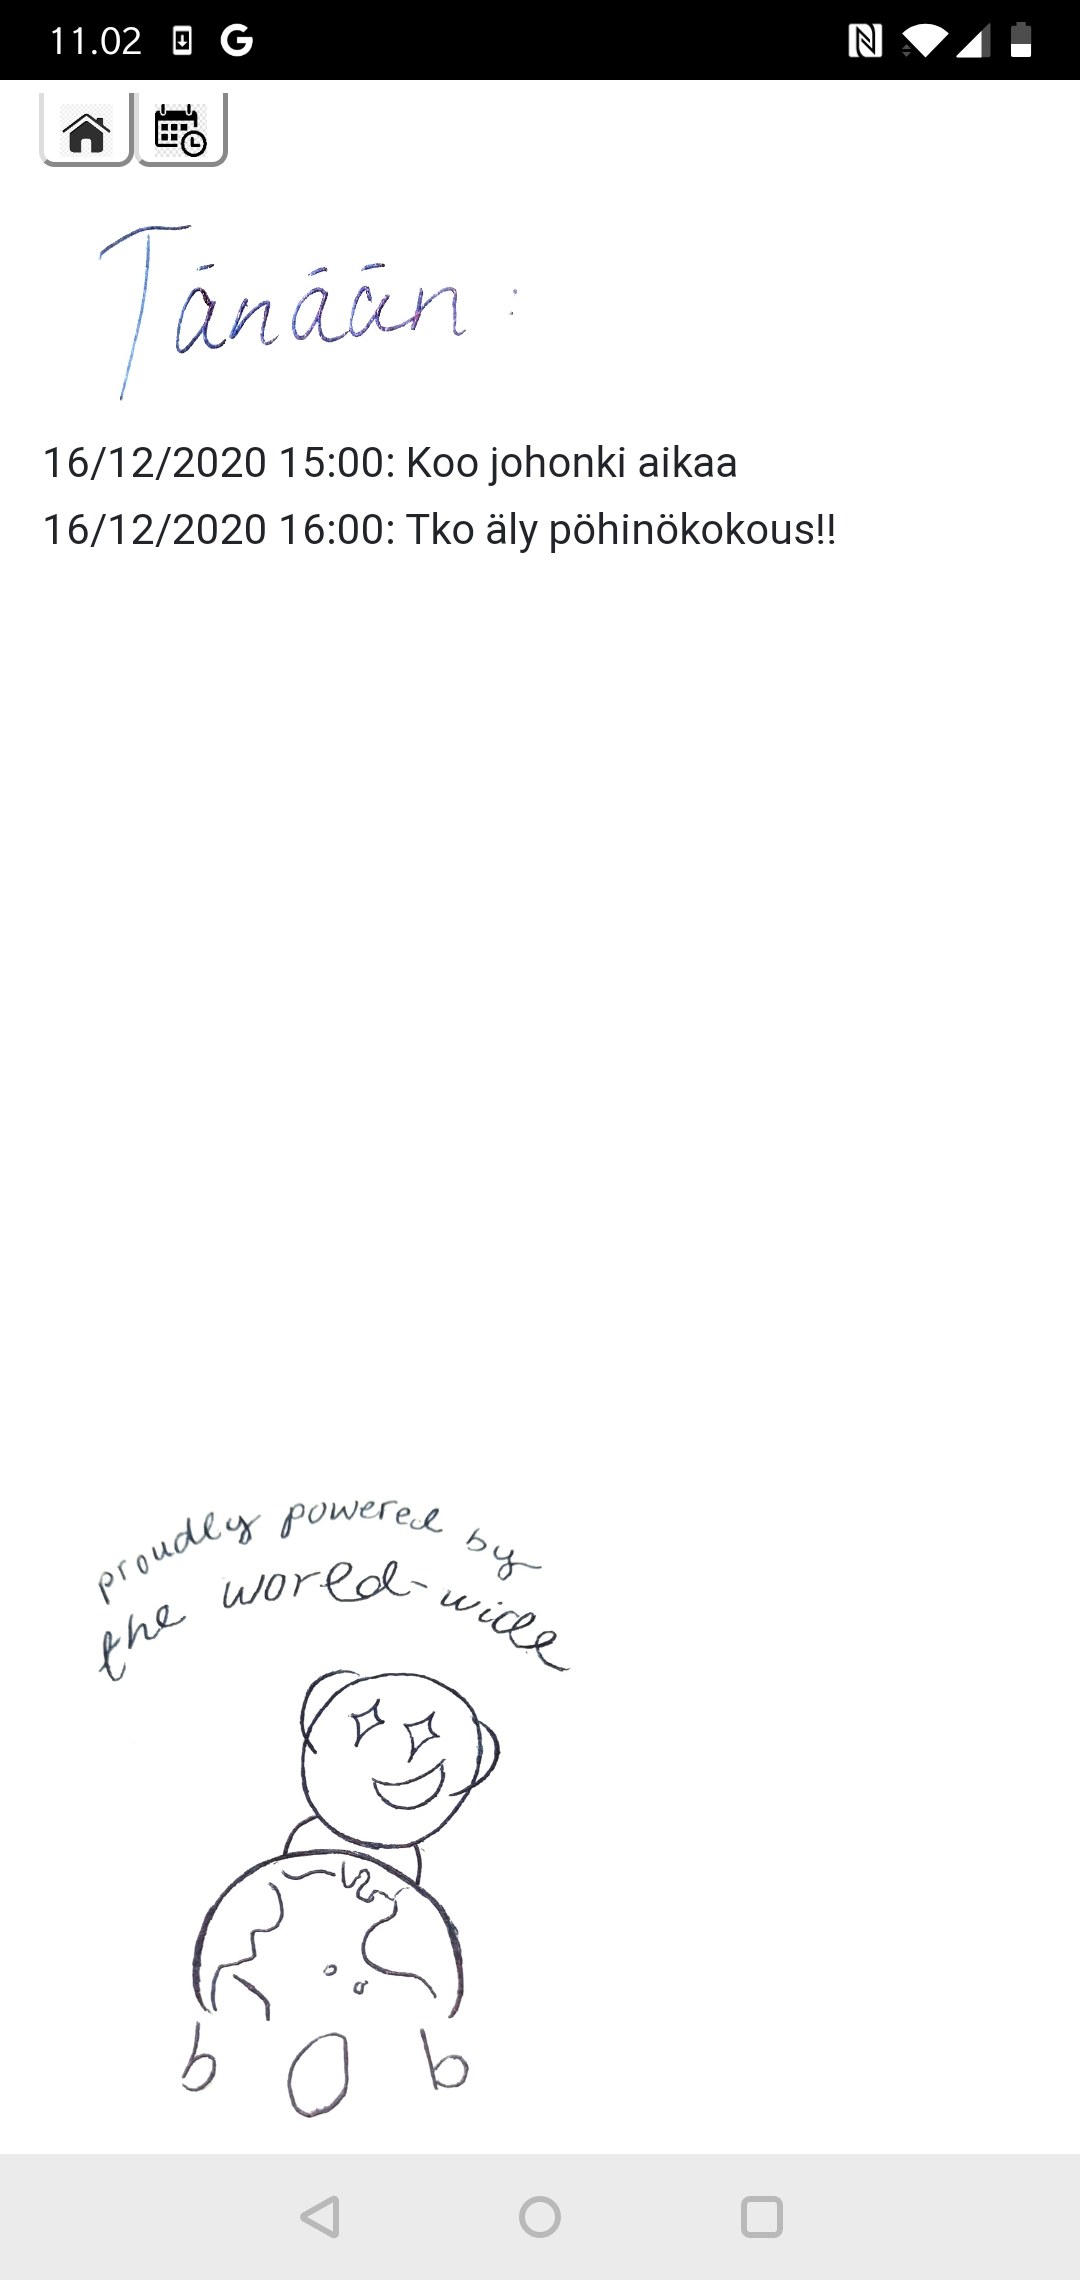 11.02
Tänään:
16/12/2020 15:00: Koo johonki aikaa
16/12/2020 16:00: Tko äly pöhinökokous!!
proudly powered by
the world-wide
bob